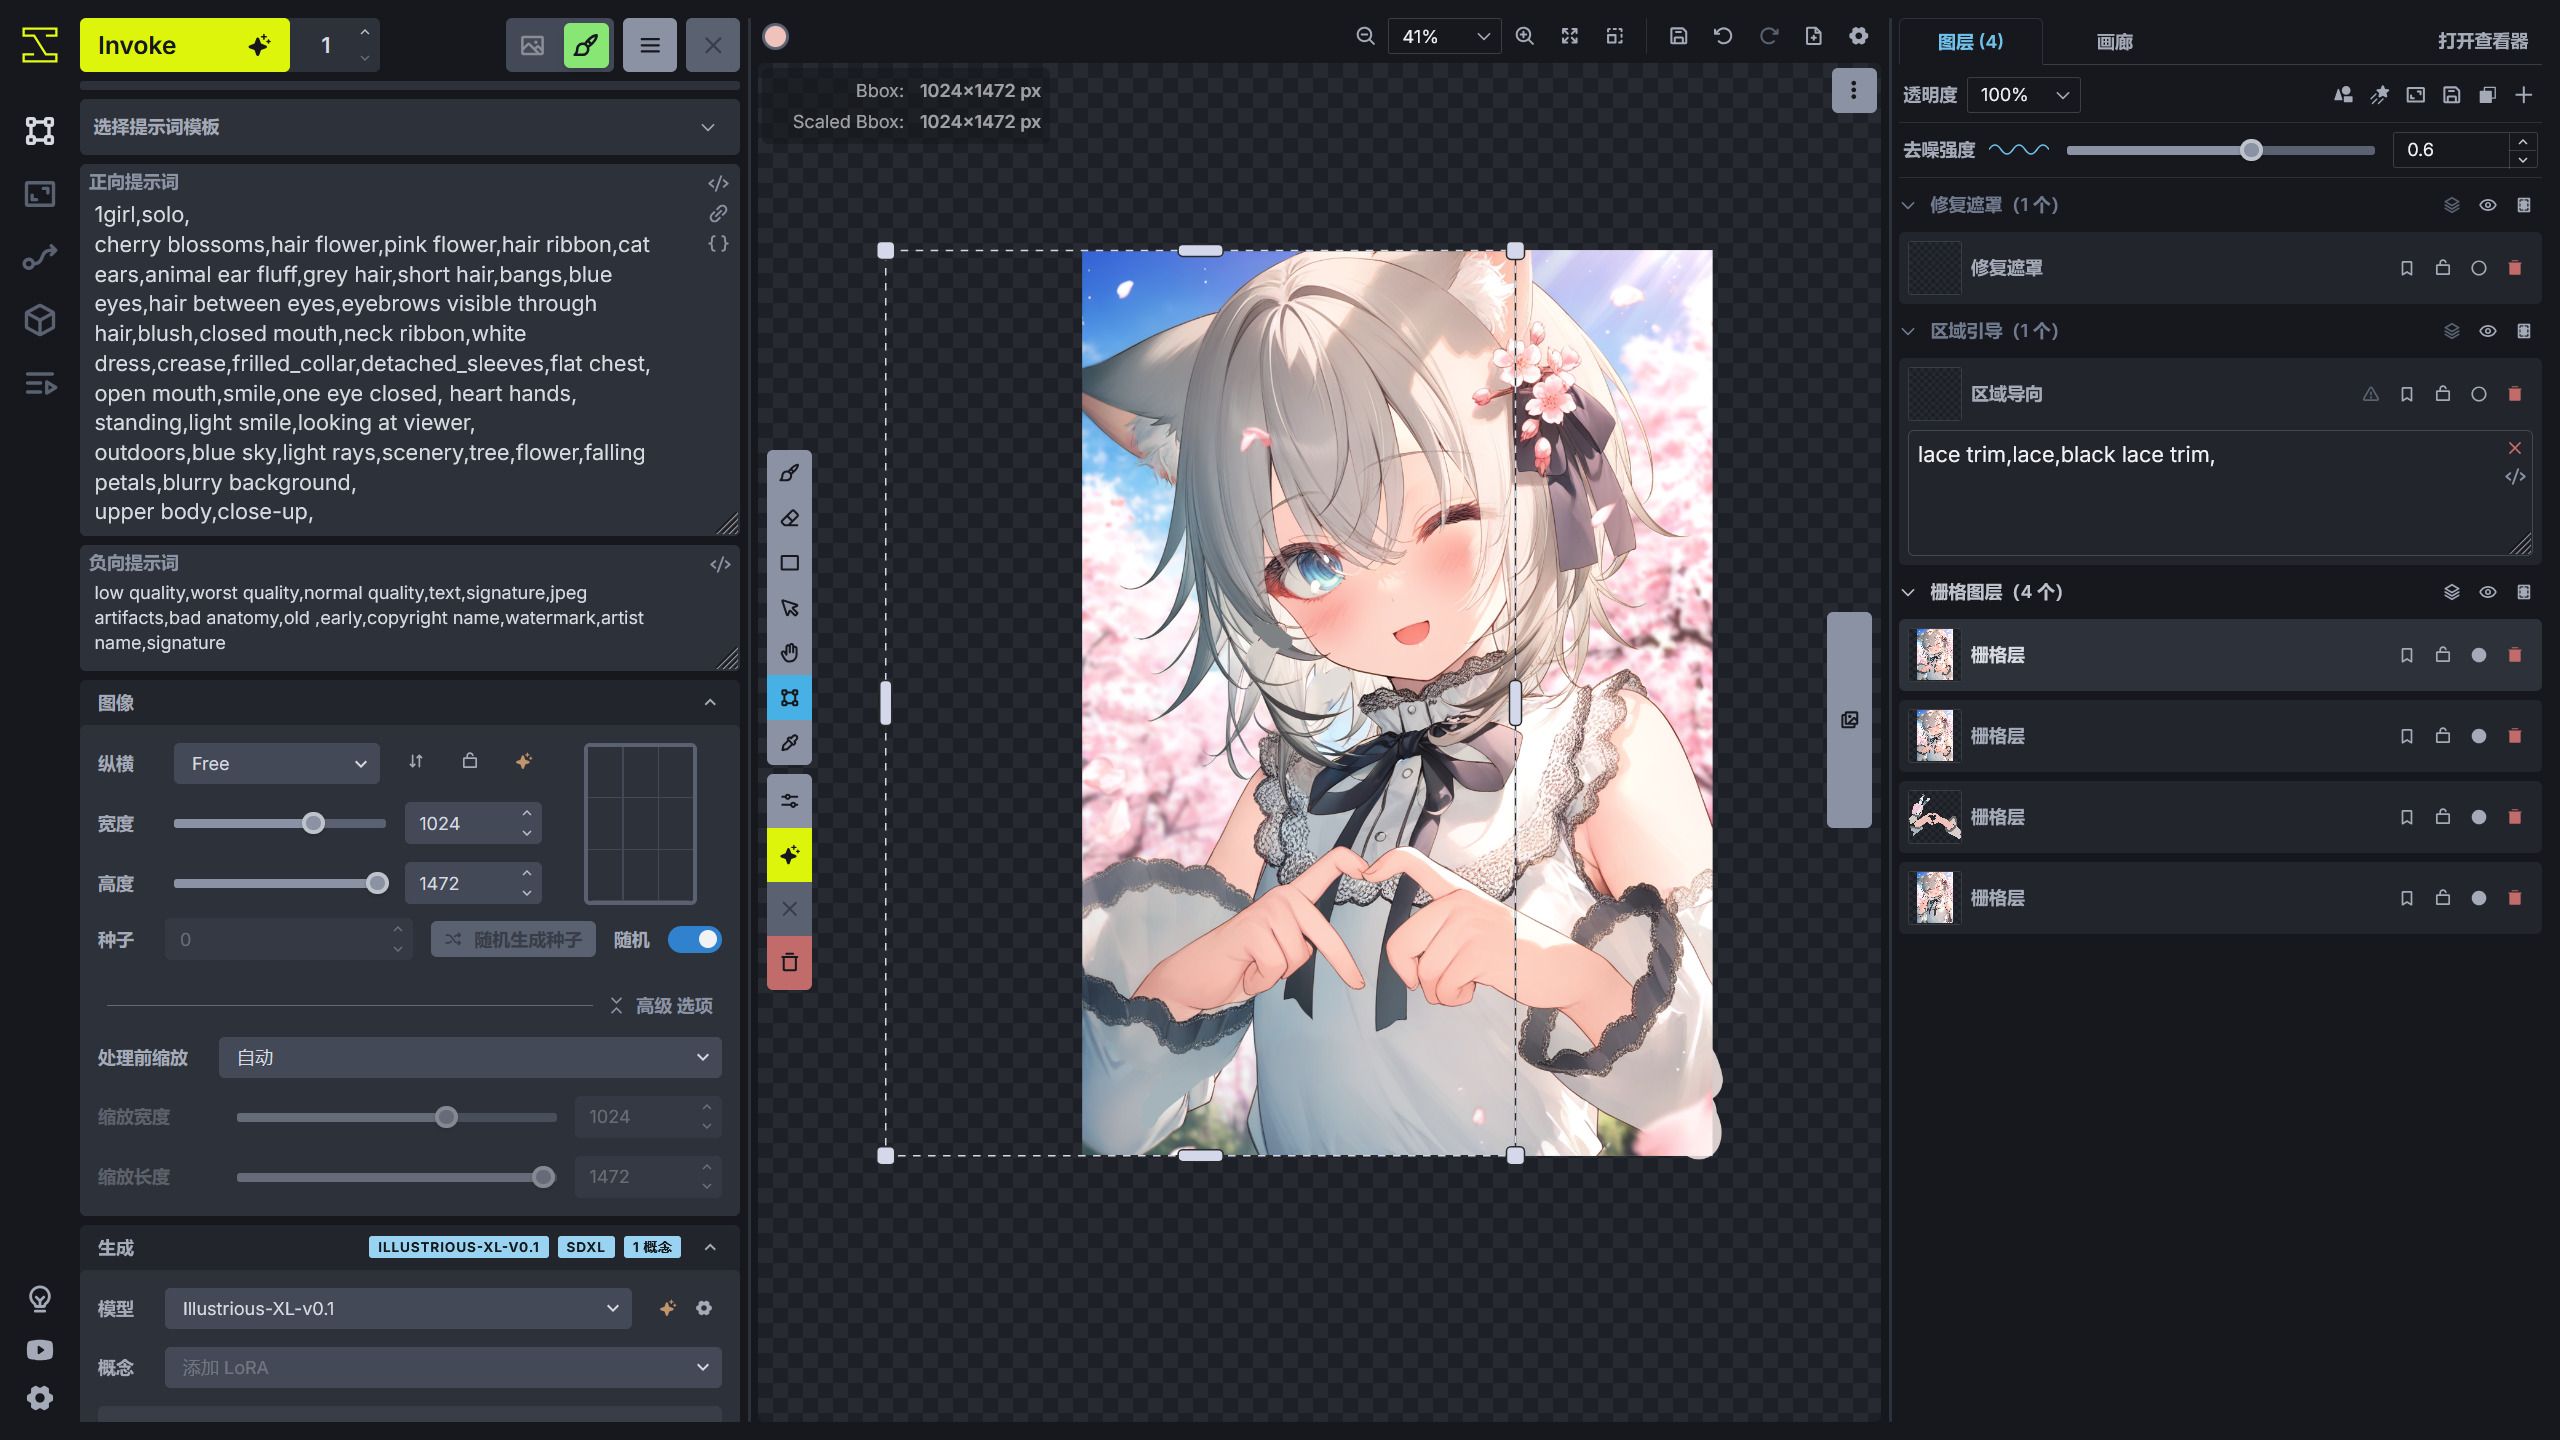 Invoke
1
选择提示词模板
正向提示词
1girl,solo,
cherry blossoms,hair flower,pink flower,hair ribbon,cat
ears,animal ear fluff,grey hair,short hair,bangs,blue
eyes,hair between eyes,eyebrows visible through
hair,blush,closed mouth,neck ribbon,white
dress,crease,frilled_collar,detached_sleeves,flat chest,
open mouth,smile,one eye closed, heart hands,
standing,light smile,looking at viewer,
outdoors,blue sky,light rays,scenery,tree,flower,falling
petals,blurry background,
upper body,close-up,
负向提示词
low quality,worst quality,normal quality,text,signature,jpeg
artifacts,bad anatomy,old ,early,copyright name,watermark,artist
name,signature
图像
纵横
Free
宽度
1024
高度
1472
种子
0
随机生成种子
随机
高级 选项
处理前缩放
自动
缩放宽度
1024
缩放长度
1472
生成
ILLUSTRIOUS-XL-V0.1
SDXL
1 概念
模型
Illustrious-XL-v0.1
概念
添加 LoRA
41%
Bbox: 1024×1472 px
Scaled Bbox: 1024×1472 px
图层 (4)
画廊
打开查看器
透明度
100%
去噪强度
0.6
修复遮罩 (1 个)
修复遮罩
区域引导 (1 个)
区域导向
lace trim,lace,black lace trim,
栅格图层 (4 个)
栅格层
栅格层
栅格层
栅格层